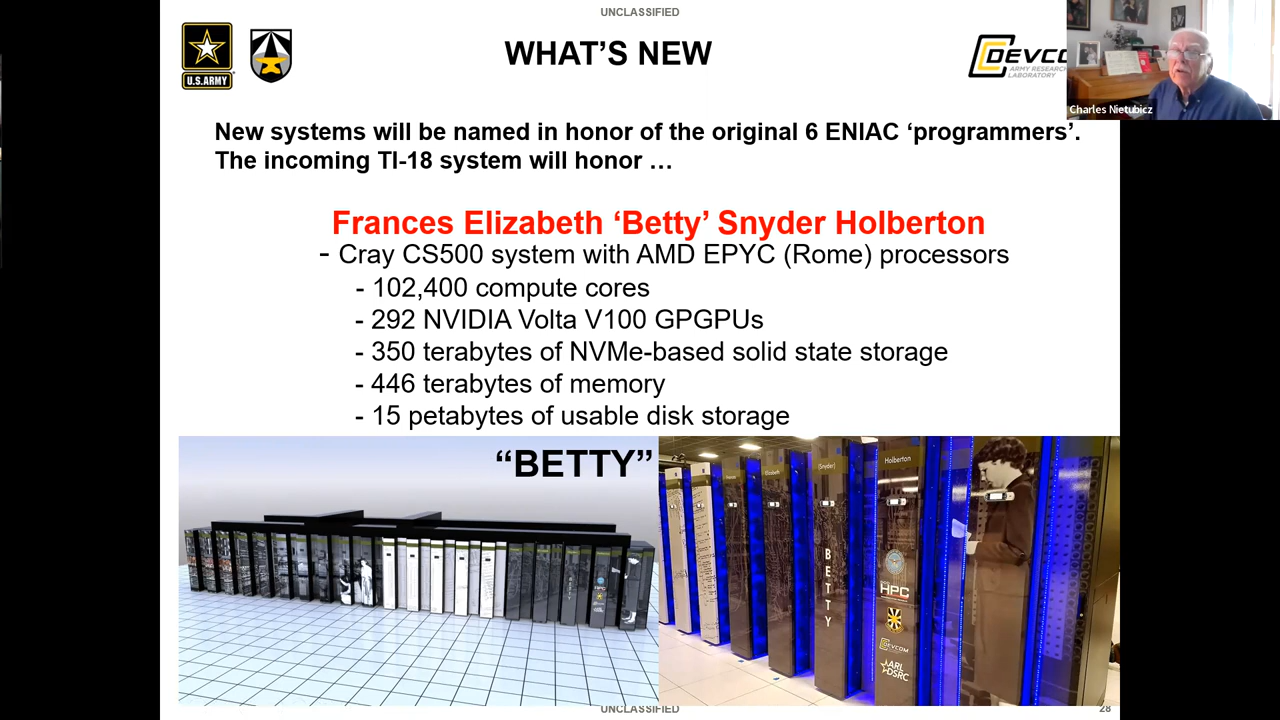 UNCLASSIFIED
U.S.ARMY
WHAT’S NEW
DEVCO
ARMY RESEARC
LABORATORY
Charles Nietubicz
New systems will be named in honor of the original 6 ENIAC ‘programmers’.
The incoming TI-18 system will honor …
Frances Elizabeth ‘Betty’ Snyder Holberton
- Cray CS500 system with AMD EPYC (Rome) processors
- 102,400 compute cores
- 292 NVIDIA Volta V100 GPGPUs
- 350 terabytes of NVMe-based solid state storage
- 446 terabytes of memory
- 15 petabytes of usable disk storage
“BETTY”
HPC
Elizabeth
(Snyder)
Holberton
BETTY
HPC
DEVCOM
ARL
DSRC
UNCLASSIFIED
28